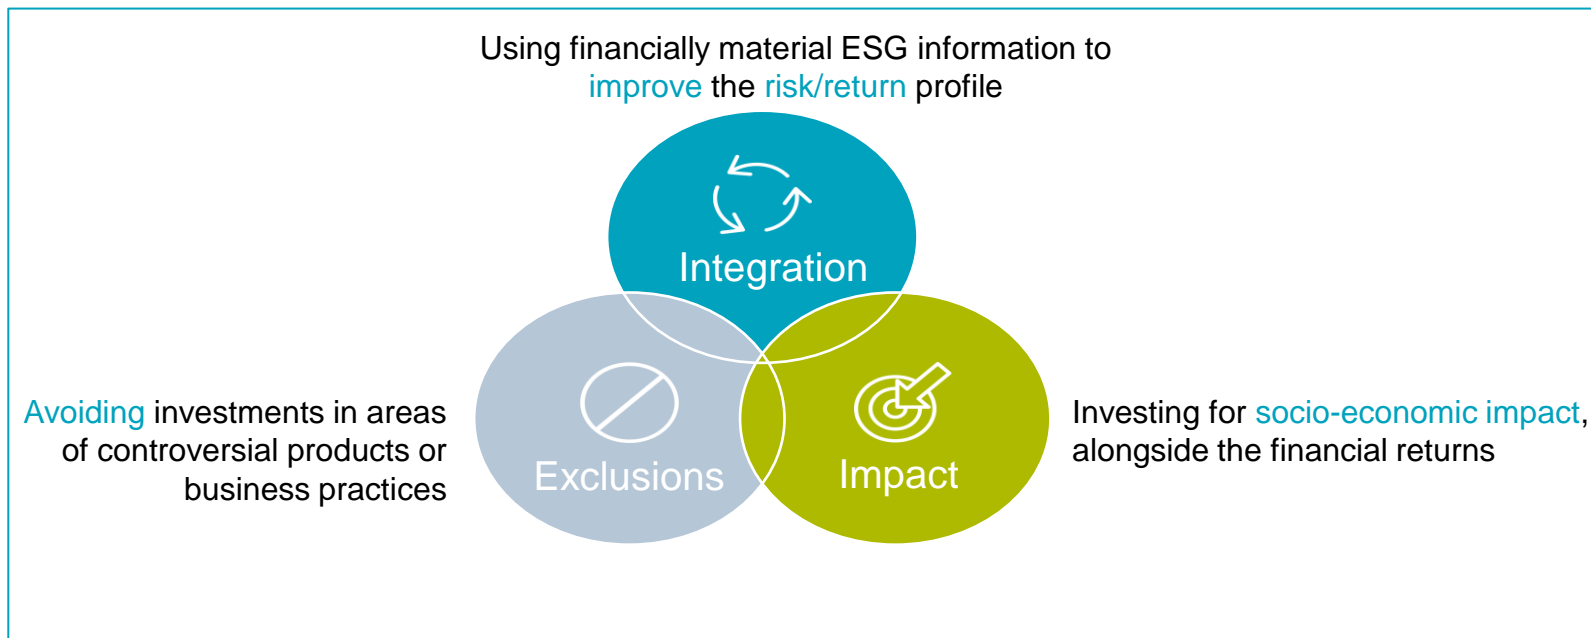 Using financially material ESG information to
improve the risk/return profile
Integration
Avoiding investments in areas
of controversial products or
business practices
Exclusions
Impact
Investing for socio-economic impact,
alongside the financial returns